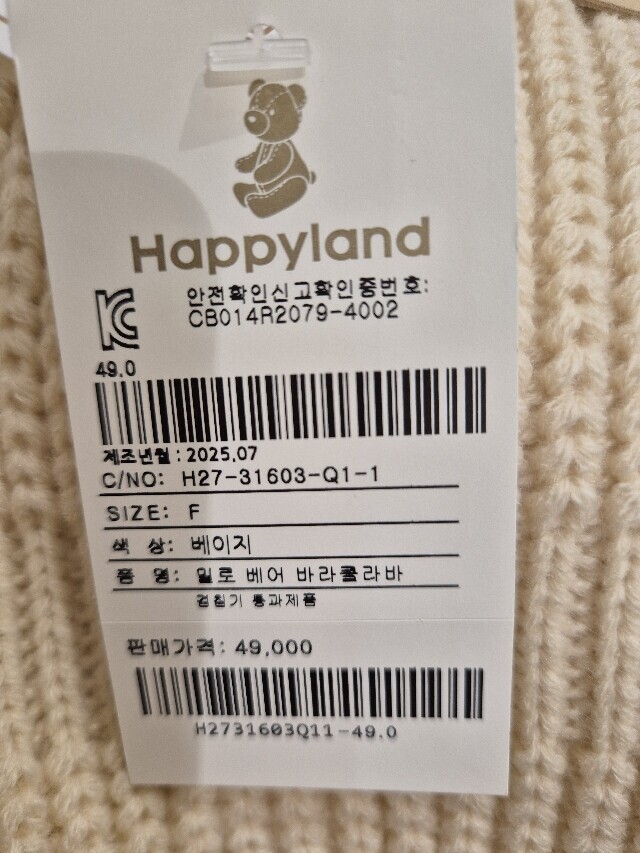 Happyland
안전확인신고확인증번호:
CB014R2079-4002
49.0
제조년월 : 2025.07
C/NO: H27-31603-Q1-1
SIZE: F
색 상: 베이지
품 명: 밀로 베어 바라클라바
검침기 통과제품
판매가격: 49,000
H2731603Q11-49.0